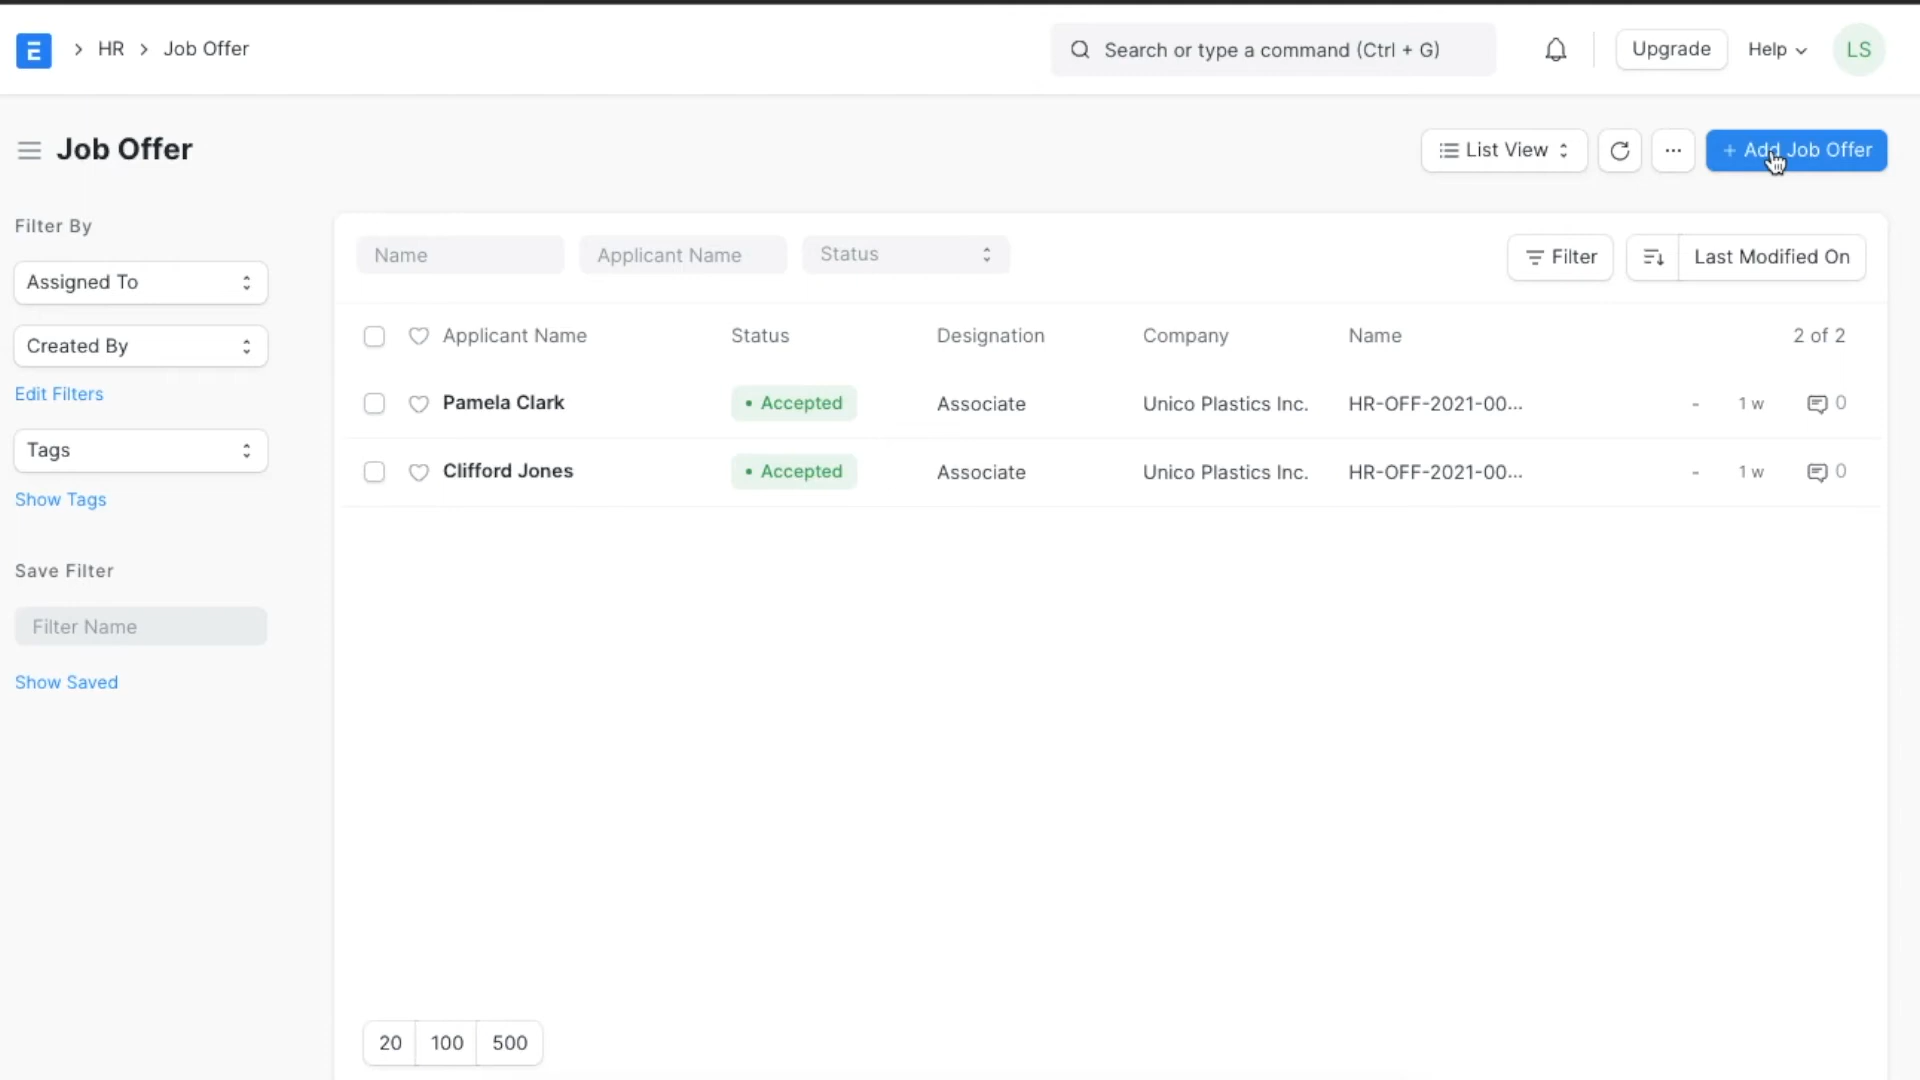 E > HR > Job Offer
Search or type a command (Ctrl + G)
Upgrade
Help
LS
Job Offer
List View
...
+ Add Job Offer
Filter By
Assigned To
Created By
Edit Filters
Tags
Show Tags
Save Filter
Filter Name
Show Saved
Name
Applicant Name
Status
Filter
Last Modified On
Applicant Name Status Designation Company Name 2 of 2
Pamela Clark • Accepted Associate Unico Plastics Inc. HR-OFF-2021-00... - 1 w 0
Clifford Jones • Accepted Associate Unico Plastics Inc. HR-OFF-2021-00... - 1 w 0
20 100 500